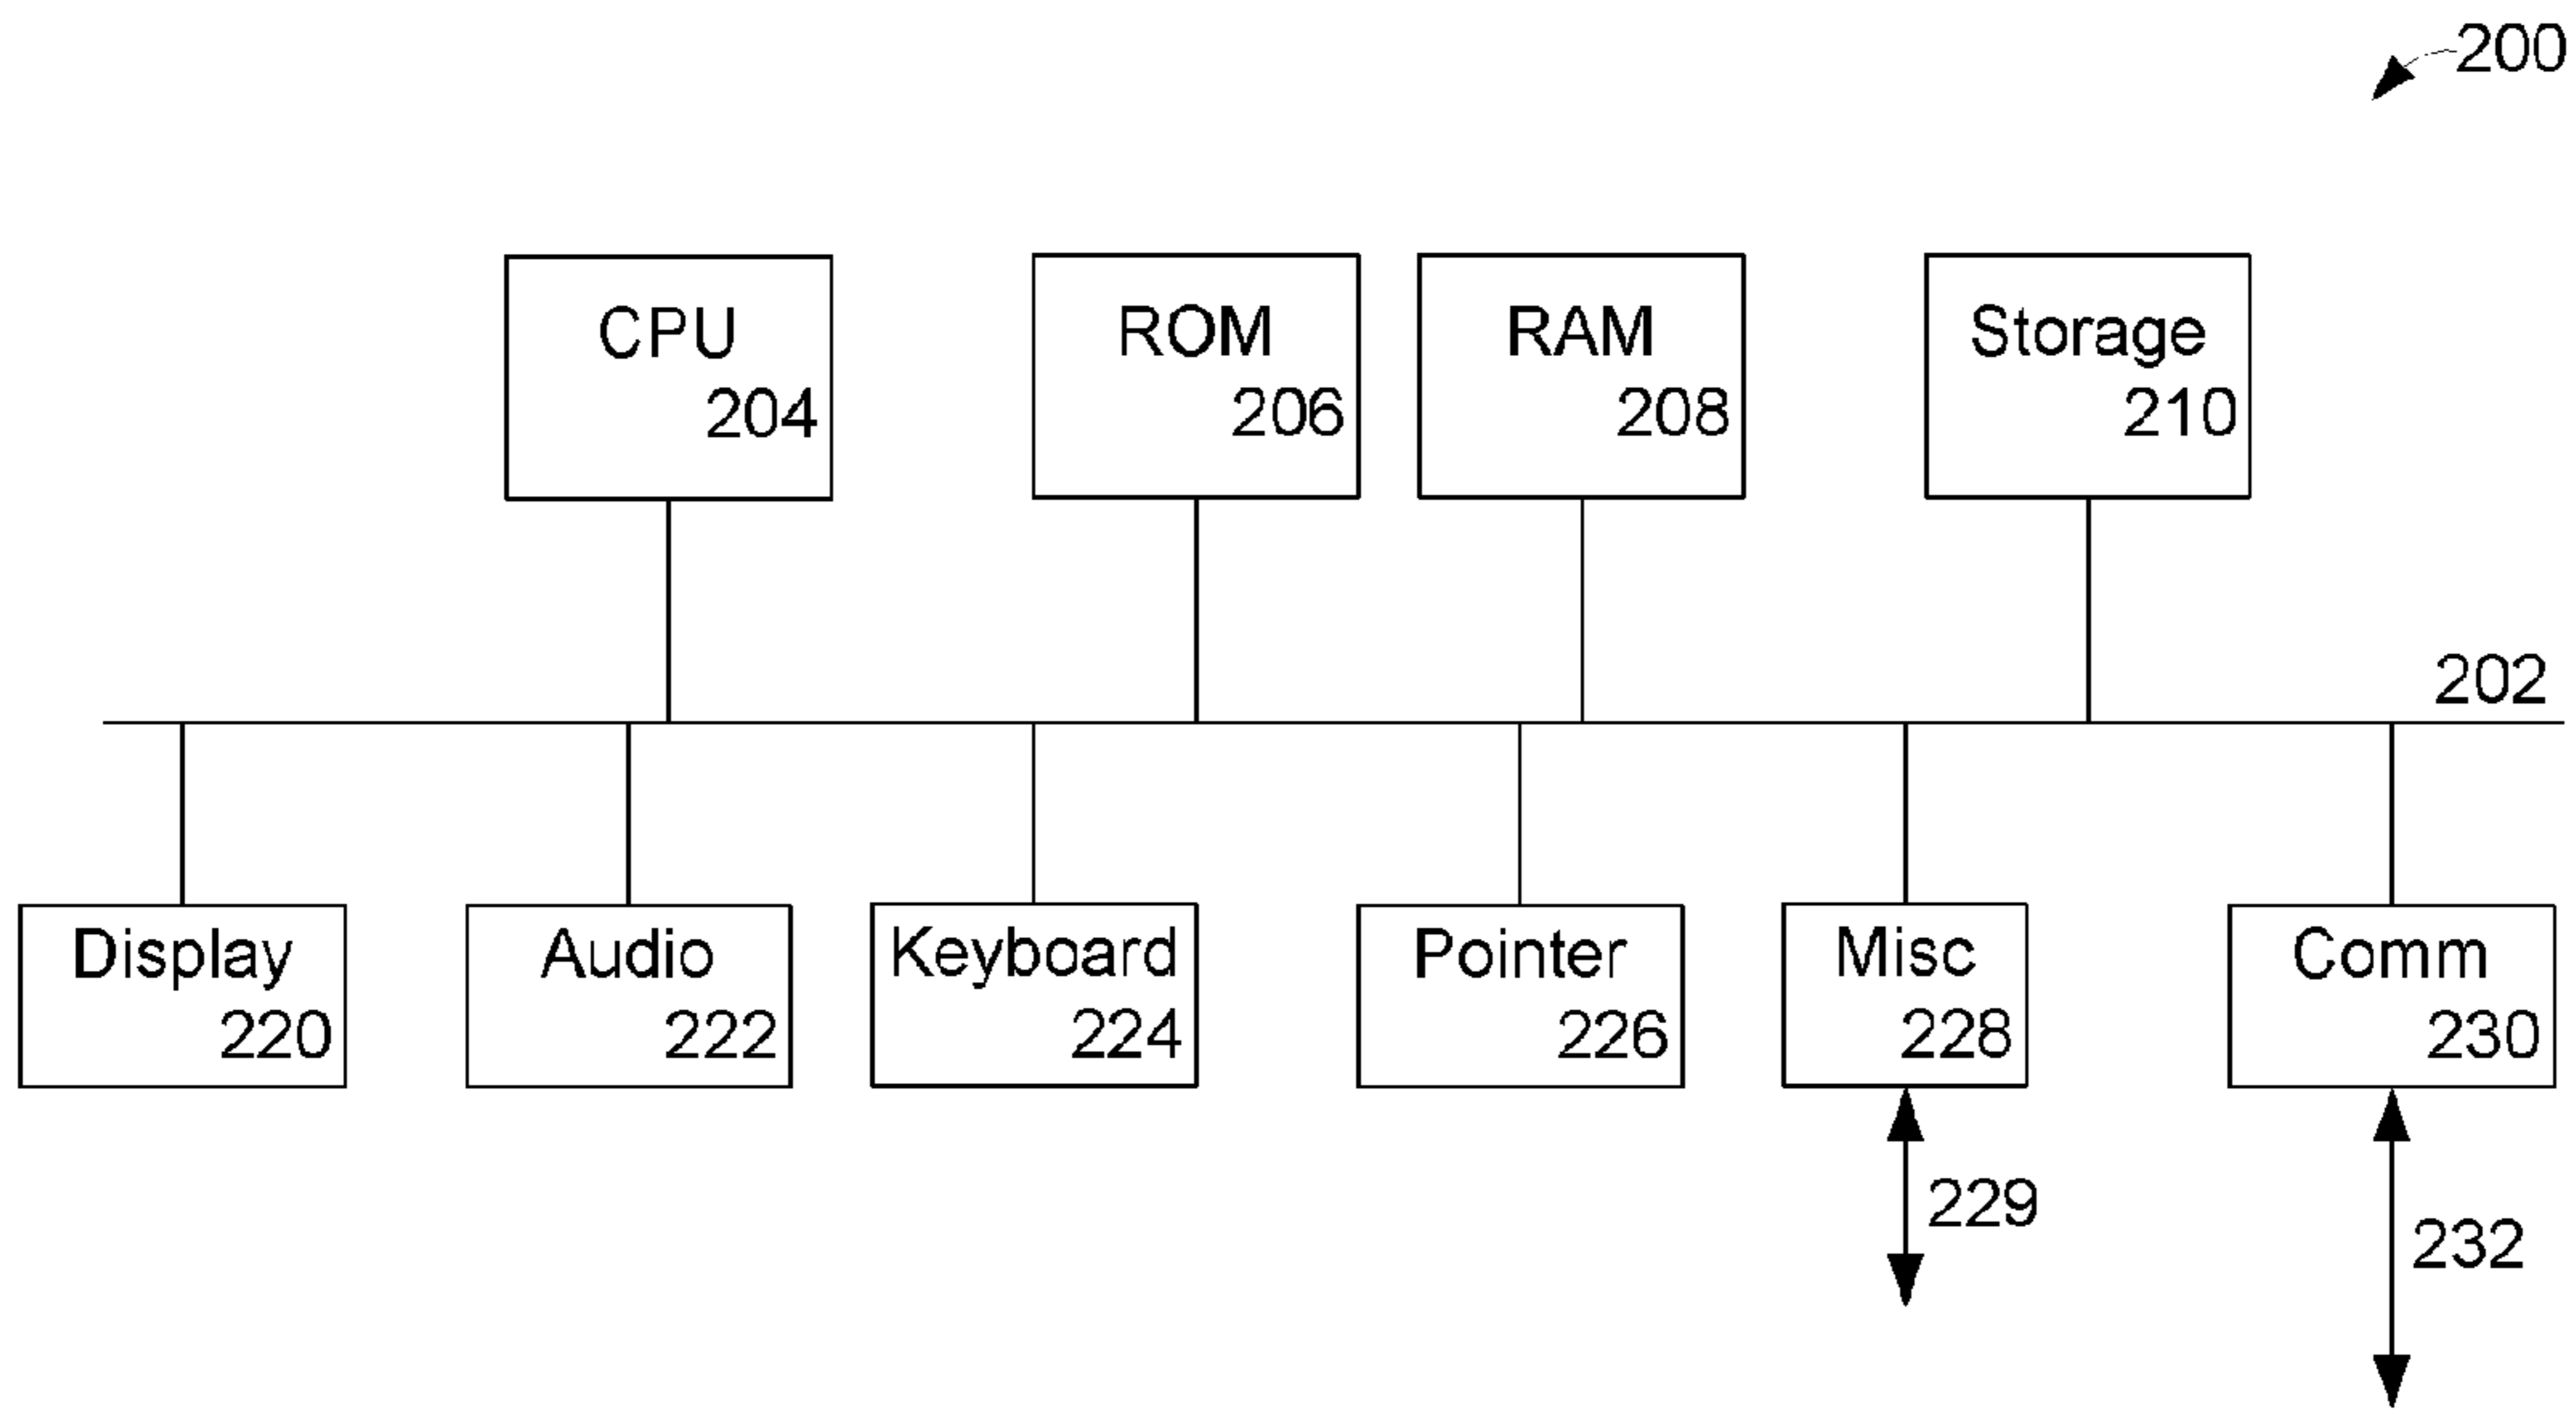 200
CPU
204
ROM
206
RAM
208
Storage
210
202
Display
220
Audio
222
Keyboard
224
Pointer
226
Misc
228
Comm
230
229
232